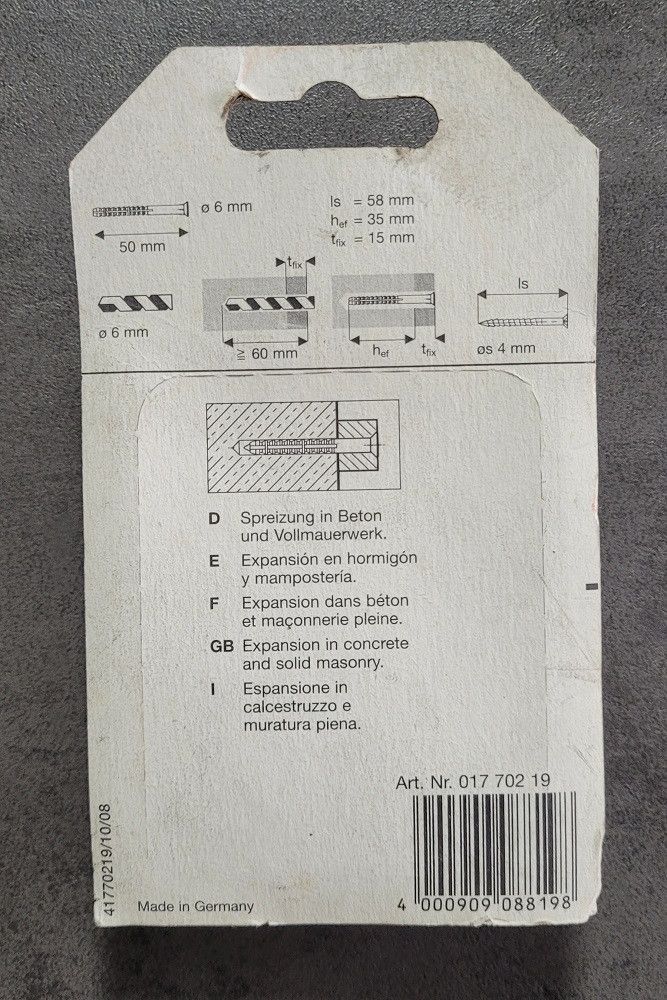 ø 6 mm
50 mm
ls = 58 mm
hef = 35 mm
tfix = 15 mm
tfix
ls
ø 6 mm
≧ 60 mm
hef
tfix
øs 4 mm
D Spreizung in Beton
und Vollmauerwerk.
E Expansión en hormigón
y mampostería.
F Expansion dans béton
et maçonnerie pleine.
GB Expansion in concrete
and solid masonry.
I Espansione in
calcestruzzo e
muratura piena.
Art. Nr. 017 702 19
41770219/10/08
Made in Germany
4 000909 088198